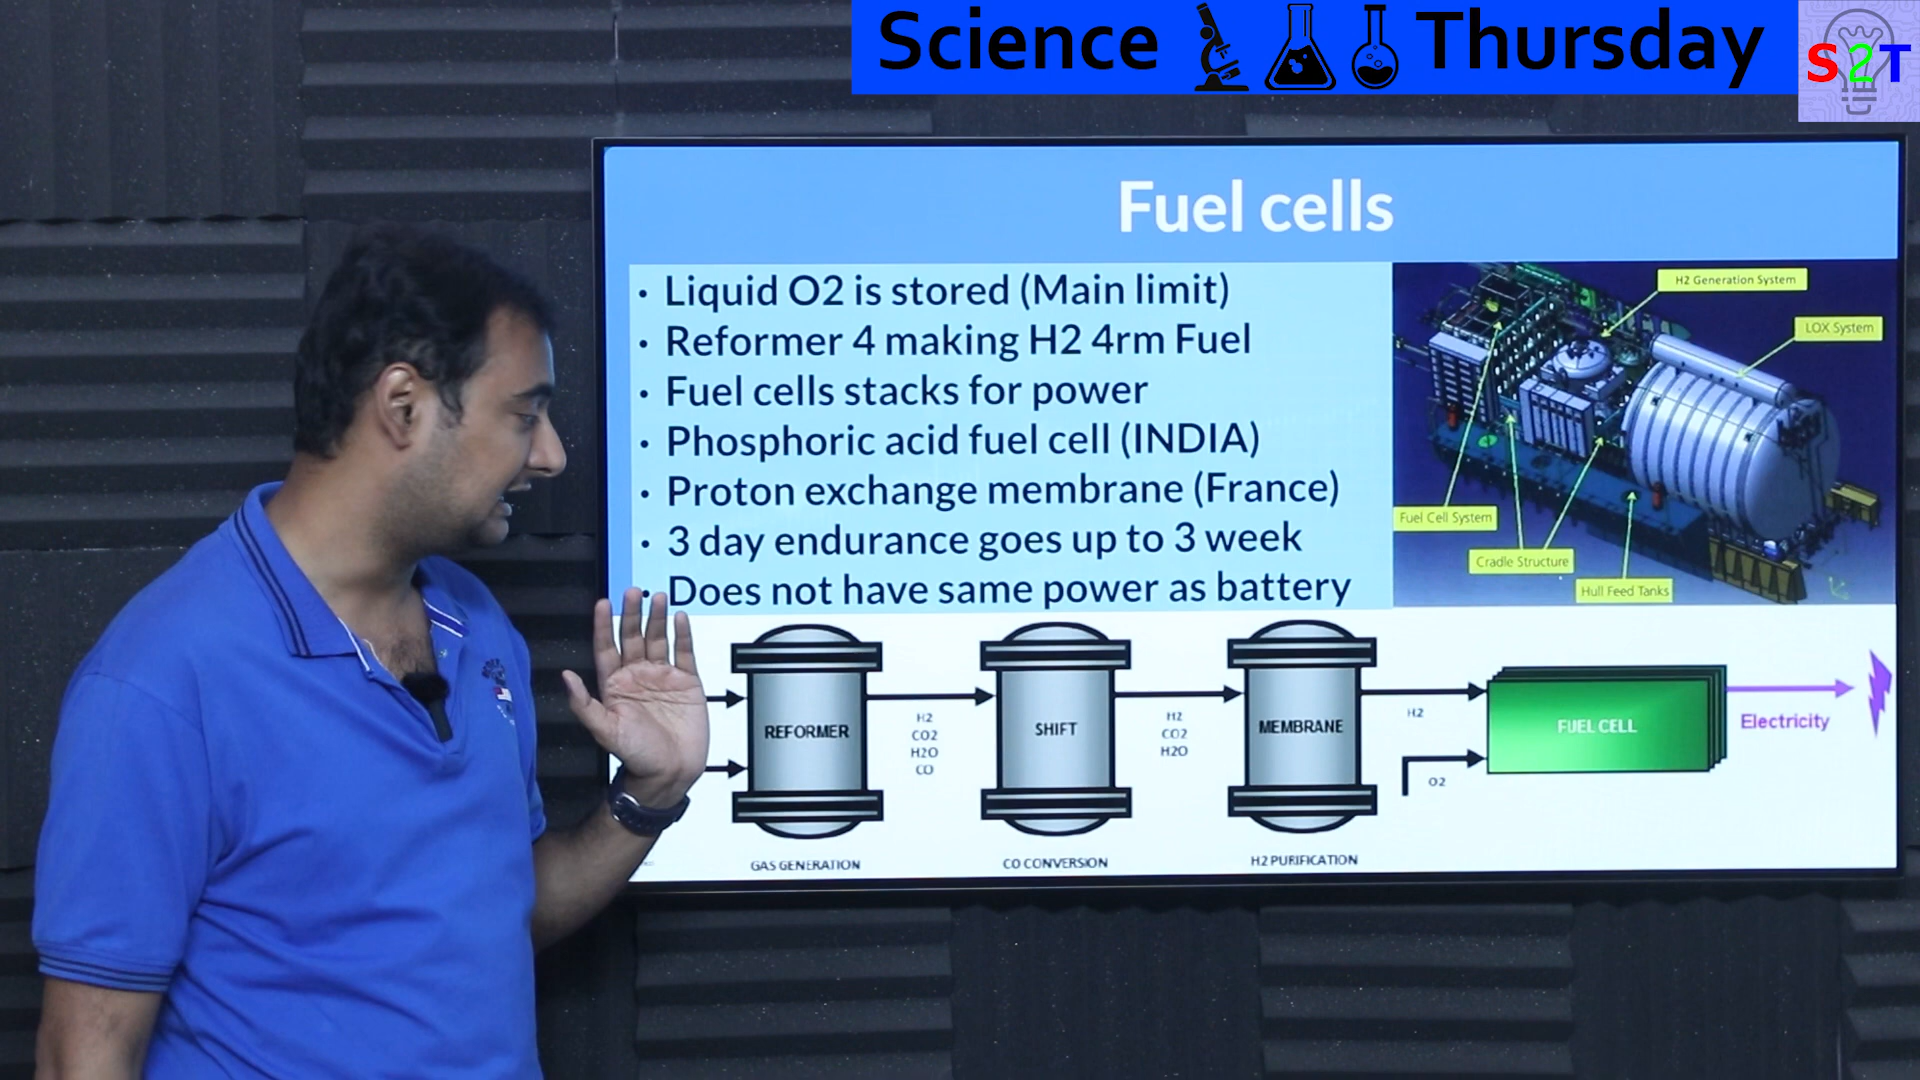 Science Thursday
S2T
Fuel cells
• Liquid O2 is stored (Main limit)
• Reformer 4 making H2 4rm Fuel
• Fuel cells stacks for power
• Phosphoric acid fuel cell (INDIA)
• Proton exchange membrane (France)
• 3 day endurance goes up to 3 week
• Does not have same power as battery
H2 Generation System
LOX System
Fuel Cell System
Cradle Structure
Hull Feed Tanks
REFORMER
H2
CO2
H2O
CO
SHIFT
H2
CO2
H2O
MEMBRANE
H2
O2
FUEL CELL
Electricity
GAS GENERATION
CO CONVERSION
H2 PURIFICATION